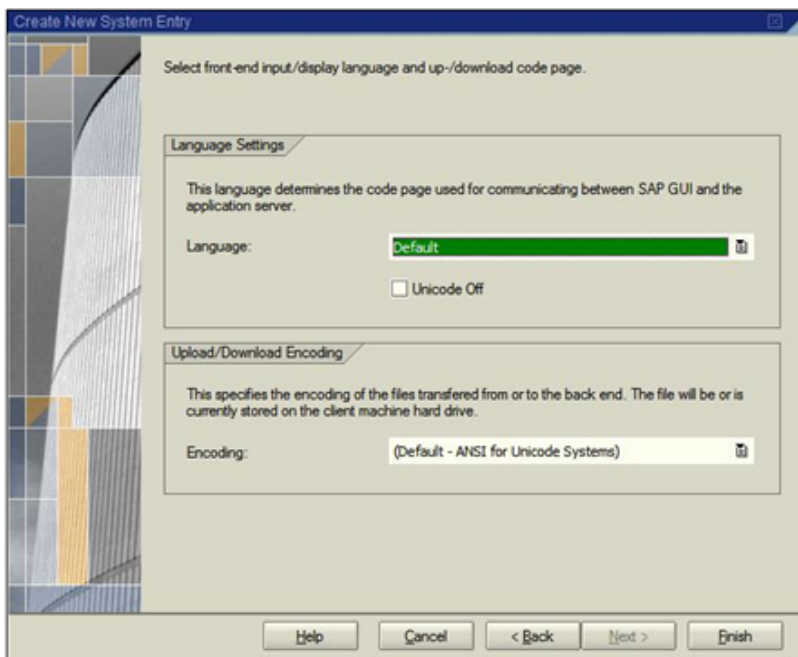 Create New System Entry
Select front-end input/display language and up-/download code page.
Language Settings
This language determines the code page used for communicating between SAP GUI and the
application server.
Language:
Default
Unicode Off
Upload/Download Encoding
This specifies the encoding of the files transfered from or to the back end. The file will be or is
currently stored on the client machine hard drive.
Encoding:
(Default - ANSI for Unicode Systems)
Help
Cancel
< Back
Next >
Finish